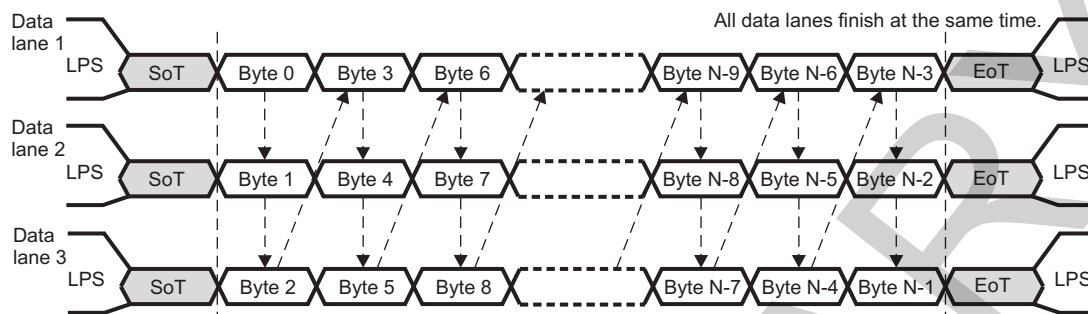 All data lanes finish at the same time.
Data
lane 1
LPS
SoT
Byte 0
Byte 3
Byte 6
Byte N-9
Byte N-6
Byte N-3
EoT
LPS
Data
lane 2
LPS
SoT
Byte 1
Byte 4
Byte 7
Byte N-8
Byte N-5
Byte N-2
EoT
LPS
Data
lane 3
LPS
SoT
Byte 2
Byte 5
Byte 8
Byte N-7
Byte N-4
Byte N-1
EoT
LPS